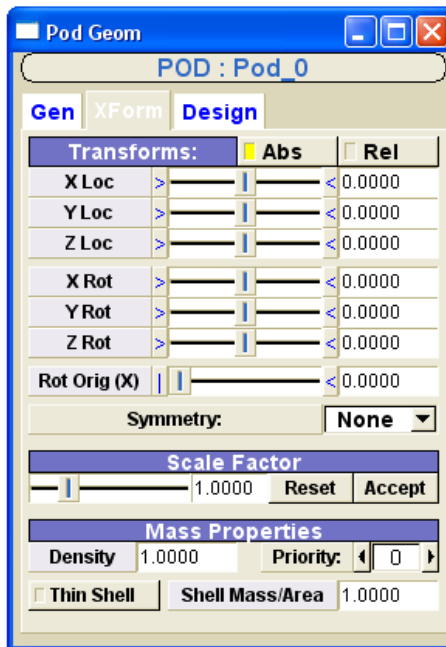 Pod Geom
POD : Pod_0
Gen XForm Design
Transforms: Abs Rel
X Loc > < 0.0000
Y Loc > < 0.0000
Z Loc > < 0.0000
X Rot > < 0.0000
Y Rot > < 0.0000
Z Rot > < 0.0000
Rot Orig (X) | < 0.0000
Symmetry: None
Scale Factor
1.0000 Reset Accept
Mass Properties
Density 1.0000 Priority: 0
Thin Shell Shell Mass/Area 1.0000